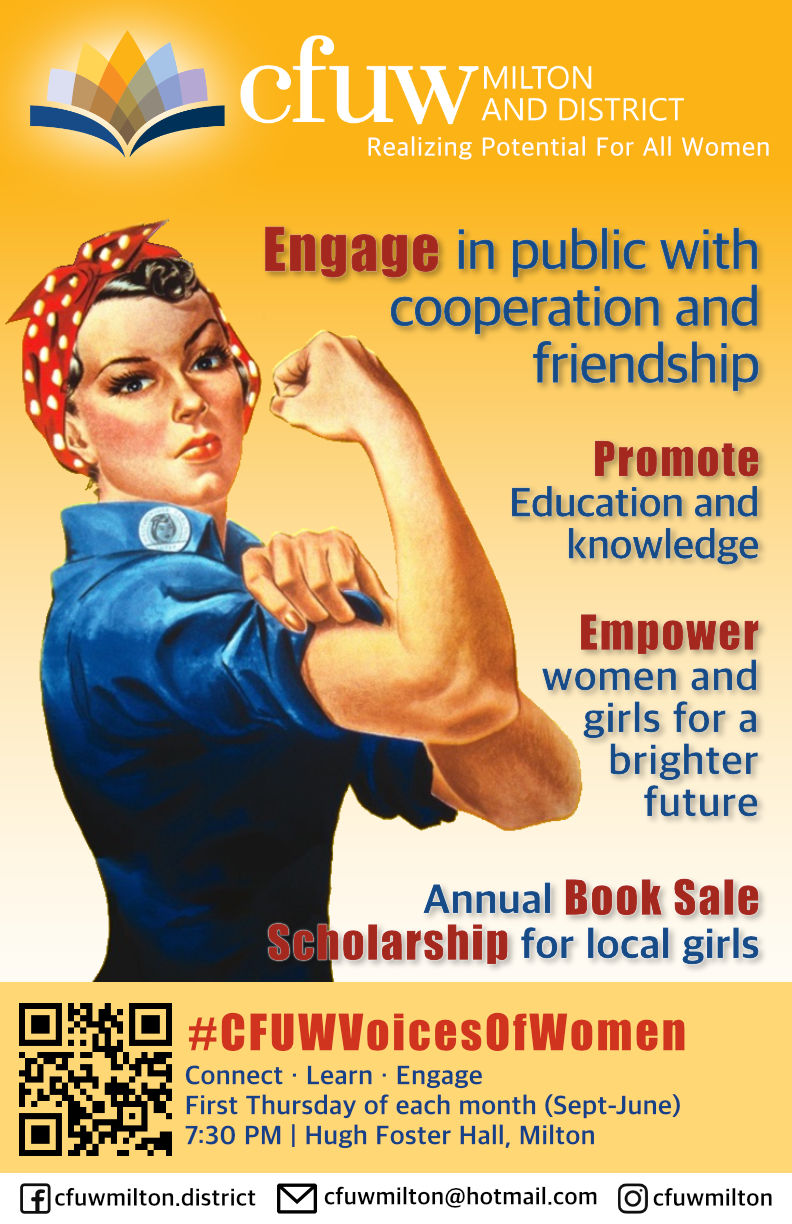 cfuw MILTON
AND DISTRICT
Realizing Potential For All Women
Engage in public with
cooperation and
friendship
Promote
Education and
knowledge
Empower
women and
girls for a
brighter
future
Annual Book Sale
Scholarship for local girls
#CFUWVoicesOfWomen
Connect · Learn · Engage
First Thursday of each month (Sept-June)
7:30 PM | Hugh Foster Hall, Milton
cfuwmilton.district cfuwmilton@hotmail.com cfuwmilton